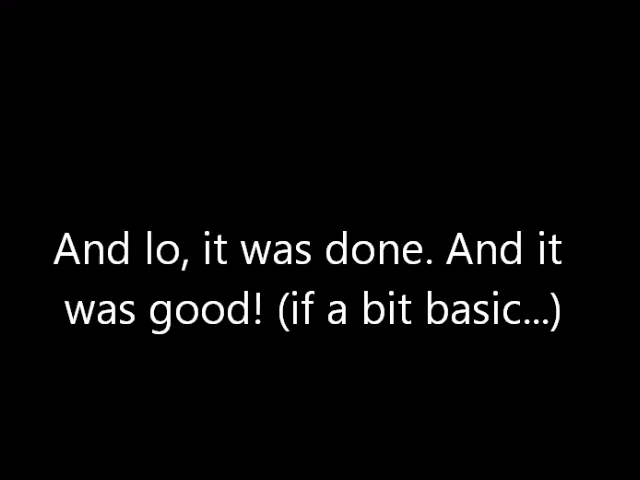 And lo, it was done. And it
was good! (if a bit basic...)